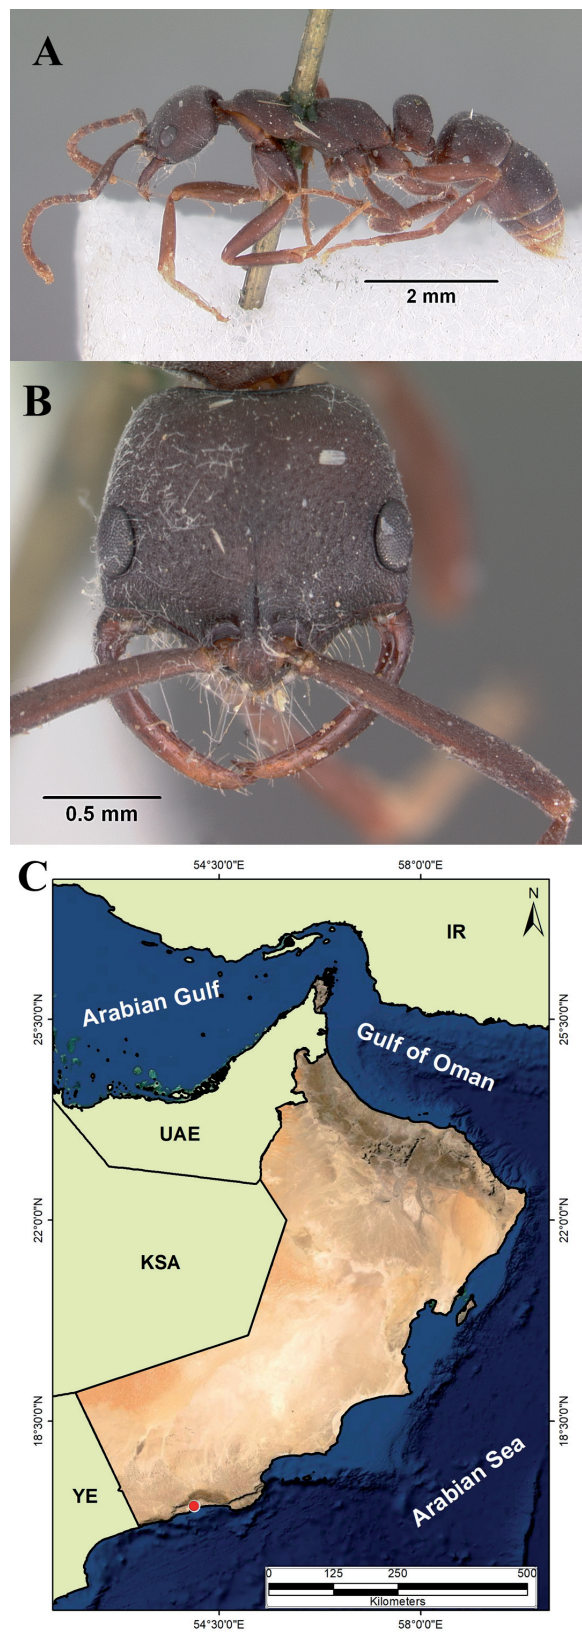 A
2 mm
B
0.5 mm
C
54°30'0"E
58°0'0"E
N
IR
Arabian Gulf
25°30'0"N
25°30'0"N
Gulf of Oman
UAE
22°0'0"N
22°0'0"N
KSA
18°30'0"N
18°30'0"N
YE
Arabian Sea
0 125 250 500
Kilometers
54°30'0"E
58°0'0"E